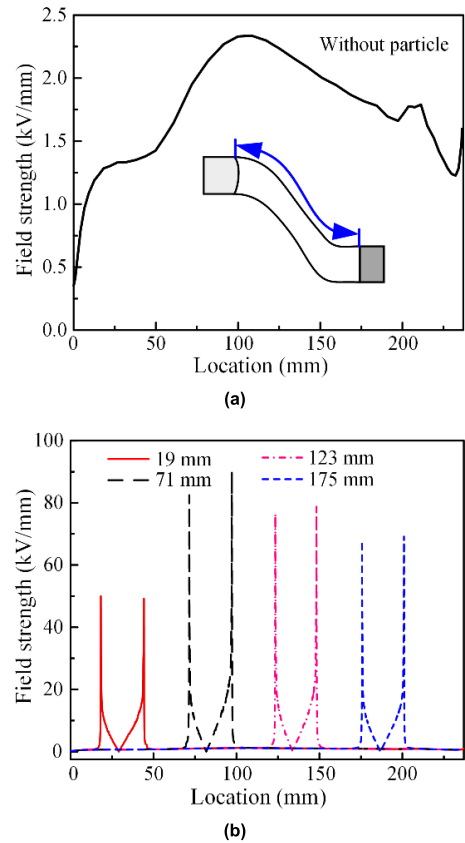 2.5
2.0
1.5
1.0
0.5
0.0
Field strength (kV/mm)
Without particle
0 50 100 150 200
Location (mm)
(a)
100
80
60
40
20
0
Field strength (kV/mm)
19 mm 123 mm
71 mm 175 mm
0 50 100 150 200
Location (mm)
(b)